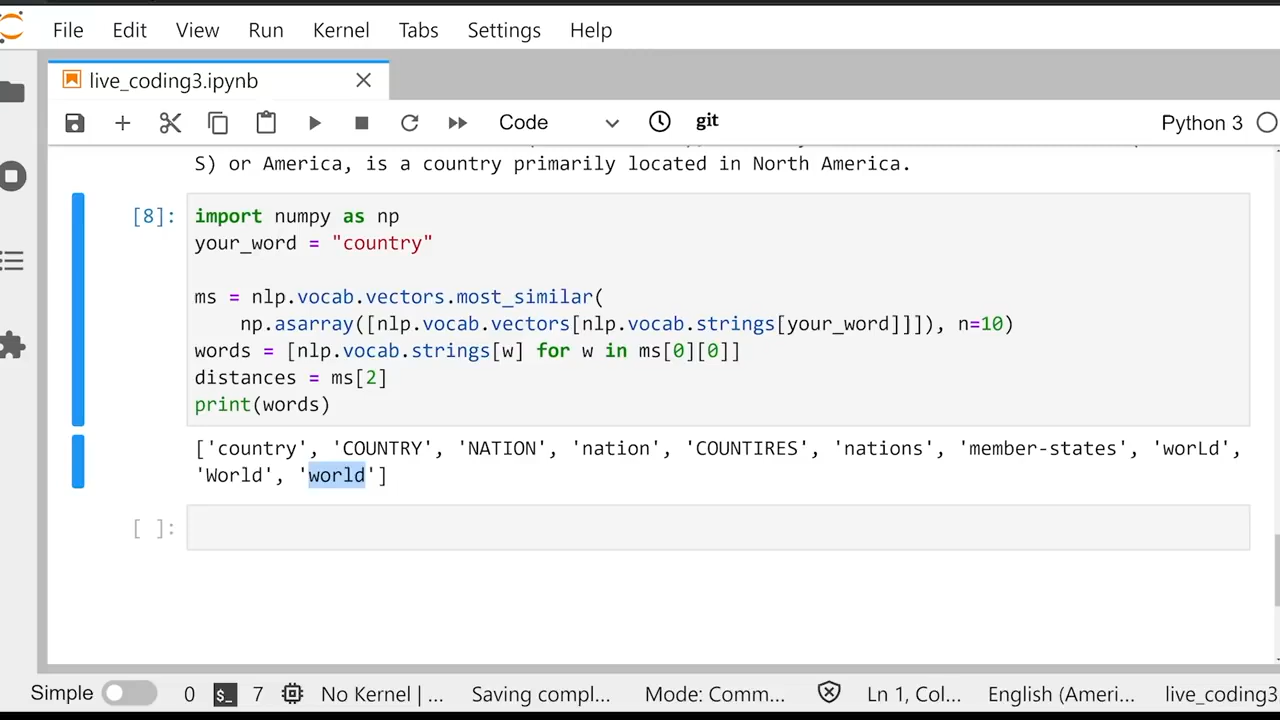 File Edit View Run Kernel Tabs Settings Help
live_coding3.ipynb
Code git Python 3
S) or America, is a country primarily located in North America.
[8]: import numpy as np
your_word = "country"
ms = nlp.vocab.vectors.most_similar(
np.asarray([nlp.vocab.vectors[nlp.vocab.strings[your_word]]]), n=10)
words = [nlp.vocab.strings[w] for w in ms[0][0]]
distances = ms[2]
print(words)
['country', 'COUNTRY', 'NATION', 'nation', 'COUNTIRES', 'nations', 'member-states', 'worLd',
'World', 'world']
[ ]:
Simple 0 $_ 7 No Kernel | ... Saving compl... Mode: Comm... Ln 1, Col... English (Ameri... live_coding3